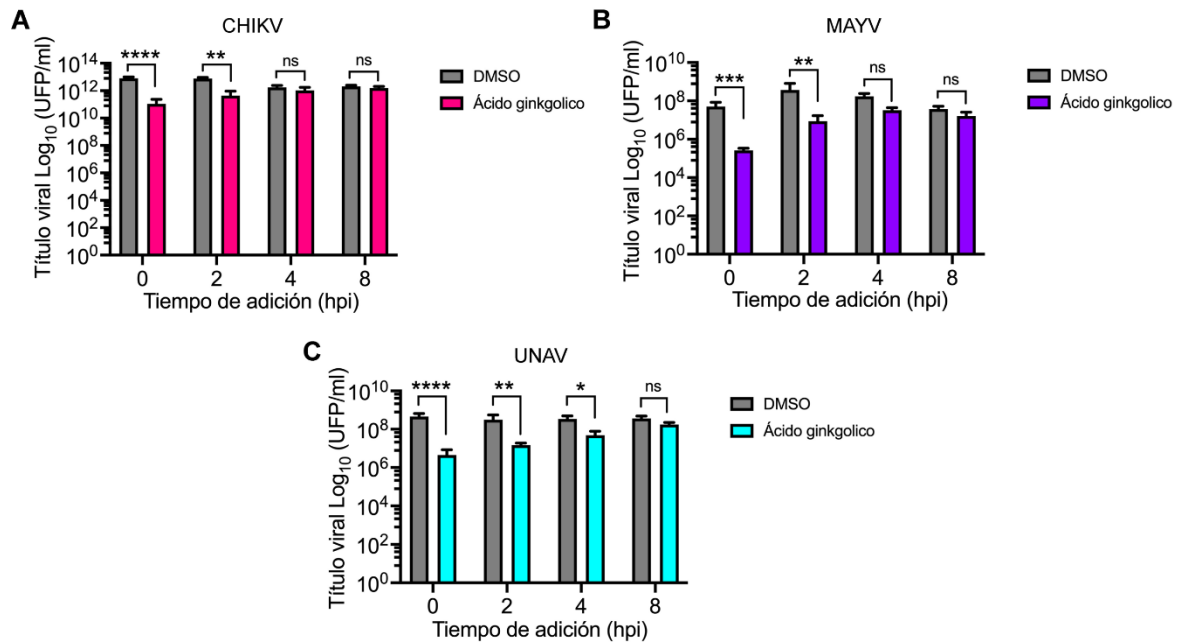 A
CHIKV
Título viral Log10 (UFP/ml)
10^14
10^12
10^10
10^8
10^6
10^4
10^2
10^0
**** ** ns ns
0 2 4 8
Tiempo de adición (hpi)
DMSO
Ácido ginkgolico
B
MAYV
Título viral Log10 (UFP/ml)
10^10
10^8
10^6
10^4
10^2
10^0
*** ** ns ns
0 2 4 8
Tiempo de adición (hpi)
DMSO
Ácido ginkgolico
C
UNAV
Título viral Log10 (UFP/ml)
10^10
10^8
10^6
10^4
10^2
10^0
**** ** * ns
0 2 4 8
Tiempo de adición (hpi)
DMSO
Ácido ginkgolico